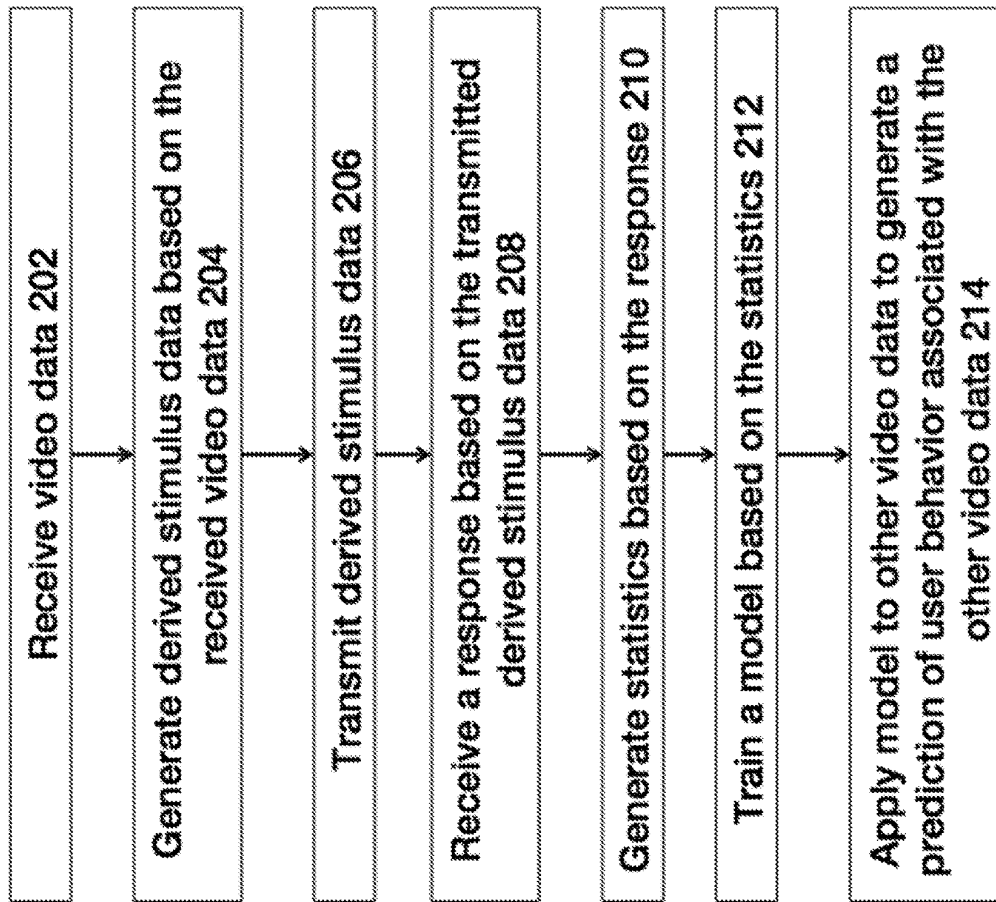 Receive video data 202
Generate derived stimulus data based on the
received video data 204
Transmit derived stimulus data 206
Receive a response based on the transmitted
derived stimulus data 208
Generate statistics based on the response 210
Train a model based on the statistics 212
Apply model to other video data to generate a
prediction of user behavior associated with the
other video data 214